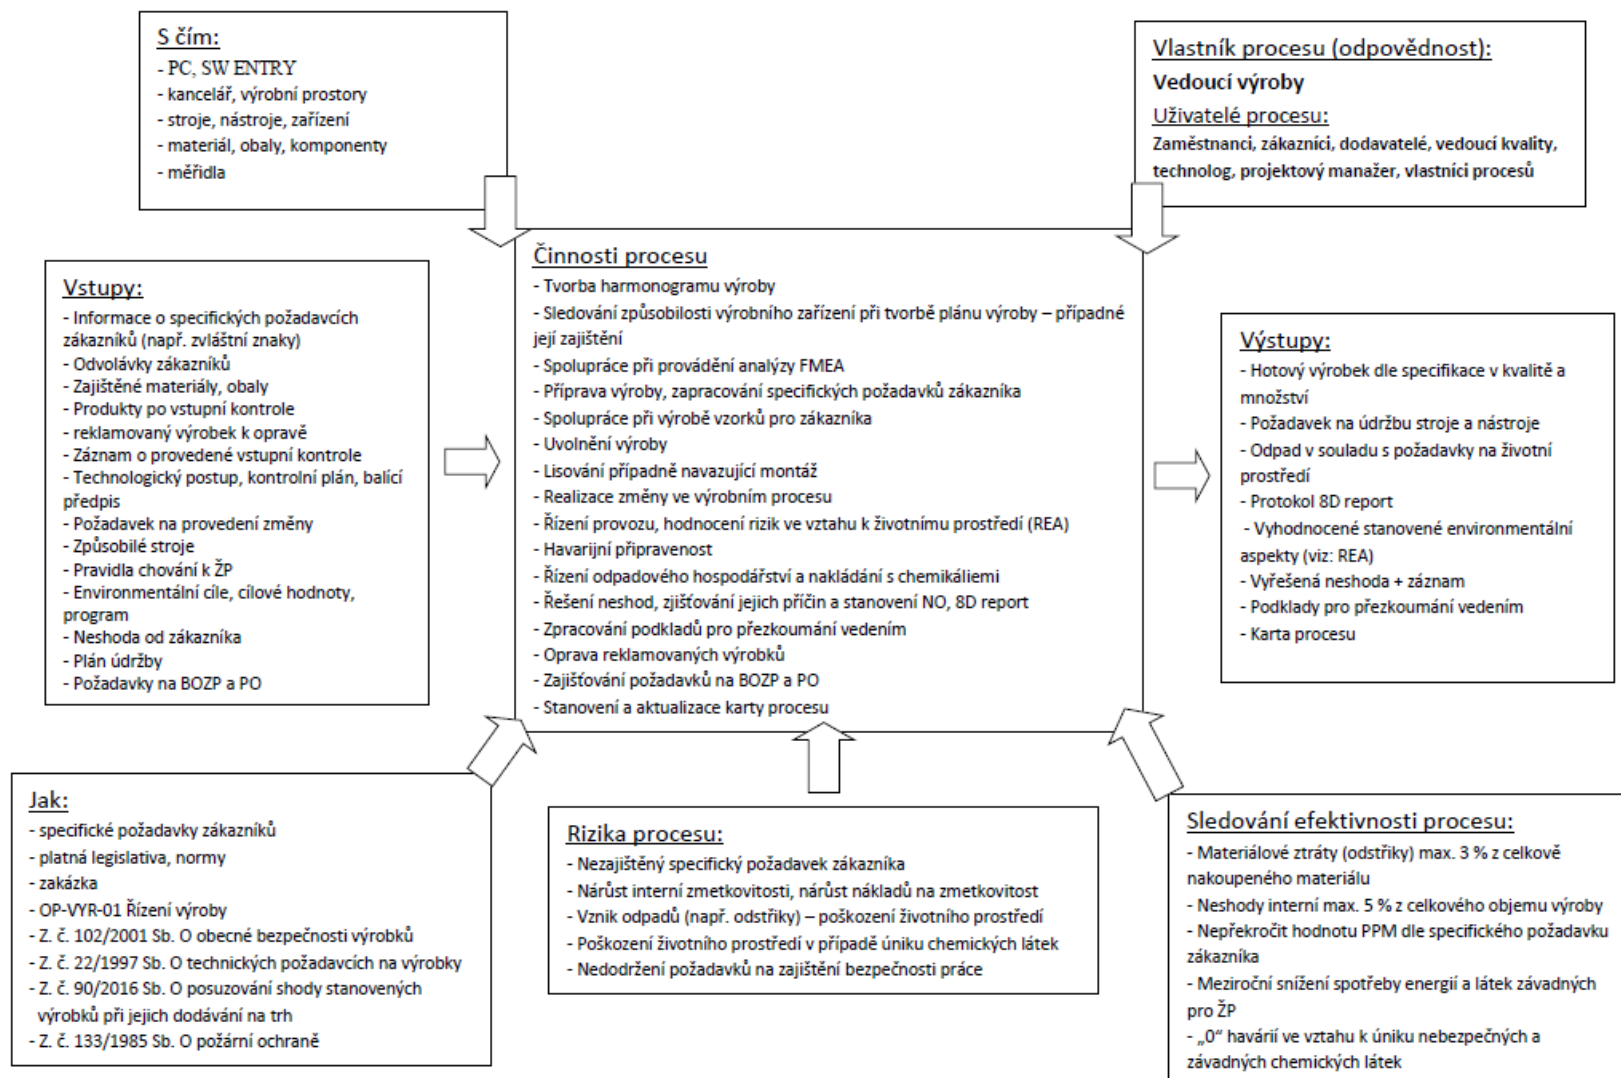 S čím:
- PC, SW ENTRY
- kancelář, výrobní prostory
- stroje, nástroje, zařízení
- materiál, obaly, komponenty
- měřidla
Vlastník procesu (odpovědnost):
Vedoucí výroby
Uživatelé procesu:
Zaměstnanci, zákazníci, dodavatelé, vedoucí kvality,
technolog, projektový manažer, vlastníci procesů
Vstupy:
- Informace o specifických požadavcích
zákazníků (např. zvláštní znaky)
- Odvolávky zákazníků
- Zajištěné materiály, obaly
- Produkty po vstupní kontrole
- reklamovaný výrobek k opravě
- Záznam o provedené vstupní kontrole
- Technologický postup, kontrolní plán, balící
předpis
- Požadavek na provedení změny
- Způsobilé stroje
- Pravidla chování k ŽP
- Environmentální cíle, cílové hodnoty,
program
- Neshoda od zákazníka
- Plán údržby
- Požadavky na BOZP a PO
Činnosti procesu
- Tvorba harmonogramu výroby
- Sledování způsobilosti výrobního zařízení při tvorbě plánu výroby – případné
její zajištění
- Spolupráce při provádění analýzy FMEA
- Příprava výroby, zapracování specifických požadavků zákazníka
- Spolupráce při výrobě vzorků pro zákazníka
- Uvolnění výroby
- Lisování případně navazující montáž
- Realizace změny ve výrobním procesu
- Řízení provozu, hodnocení rizik ve vztahu k životnímu prostředí (REA)
- Havarijní připravenost
- Řízení odpadového hospodářství a nakládání s chemikáliemi
- Řešení neshod, zjišťování jejich příčin a stanovení NO, 8D report
- Zpracování podkladů pro přezkoumání vedením
- Oprava reklamovaných výrobků
- Zajišťování požadavků na BOZP a PO
- Stanovení a aktualizace karty procesu
Výstupy:
- Hotový výrobek dle specifikace v kvalitě a
množství
- Požadavek na údržbu stroje a nástroje
- Odpad v souladu s požadavky na životní
prostředí
- Protokol 8D report
- Vyhodnocené stanovené environmentální
aspekty (viz: REA)
- Vyřešená neshoda + záznam
- Podklady pro přezkoumání vedením
- Karta procesu
Jak:
- specifické požadavky zákazníků
- platná legislativa, normy
- zakázka
- OP-VYR-01 Řízení výroby
- Z. č. 102/2001 Sb. O obecné bezpečnosti výrobků
- Z. č. 22/1997 Sb. O technických požadavcích na výrobky
- Z. č. 90/2016 Sb. O posuzování shody stanovených
výrobků při jejich dodávání na trh
- Z. č. 133/1985 Sb. O požární ochraně
Rizika procesu:
- Nezajištěný specifický požadavek zákazníka
- Nárůst interní zmetkovitosti, nárůst nákladů na zmetkovitost
- Vznik odpadů (např. odstřiky) – poškození životního prostředí
- Poškození životního prostředí v případě úniku chemických látek
- Nedodržení požadavků na zajištění bezpečnosti práce
Sledování efektivnosti procesu:
- Materiálové ztráty (odstřiky) max. 3 % z celkově
nakoupeného materiálu
- Neshody interní max. 5 % z celkového objemu výroby
- Nepřekročit hodnotu PPM dle specifického požadavku
zákazníka
- Meziroční snížení spotřeby energií a látek závadných
pro ŽP
- „0" havárií ve vztahu k úniku nebezpečných a
závadných chemických látek